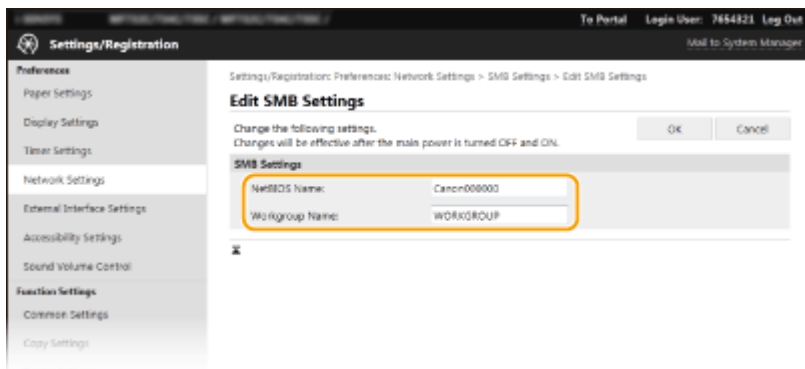 To Portal Login User: 7654321 Log Out
Settings/Registration
Mail to System Manager
Preferences
Paper Settings
Display Settings
Timer Settings
Network Settings
External Interface Settings
Accessibility Settings
Sound Volume Control
Function Settings
Common Settings
Copy Settings
Settings/Registration: Preferences: Network Settings > SMB Settings > Edit SMB Settings
Edit SMB Settings
Change the following settings.
Changes will be effective after the main power is turned OFF and ON.
OK
Cancel
SMB Settings
NetBIOS Name: Canon000000
Workgroup Name: WORKGROUP